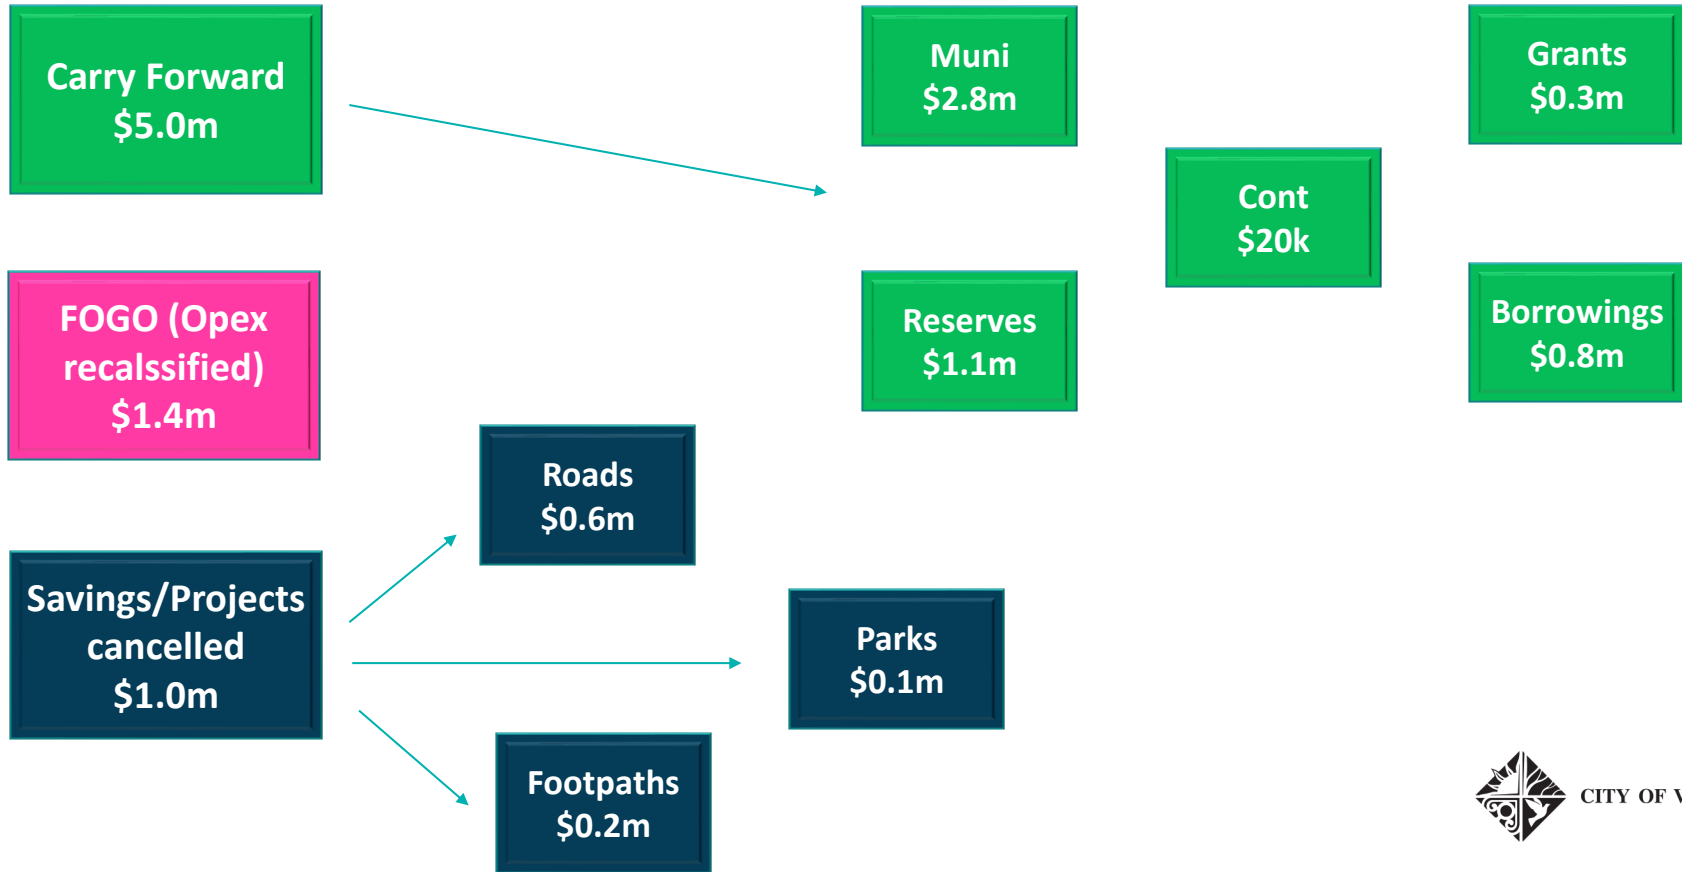 Carry Forward
$5.0m
Muni
$2.8m
Grants
$0.3m
Cont
$20k
FOGO (Opex
recalssified)
$1.4m
Reserves
$1.1m
Borrowings
$0.8m
Roads
$0.6m
Savings/Projects
cancelled
$1.0m
Parks
$0.1m
Footpaths
$0.2m
CITY OF